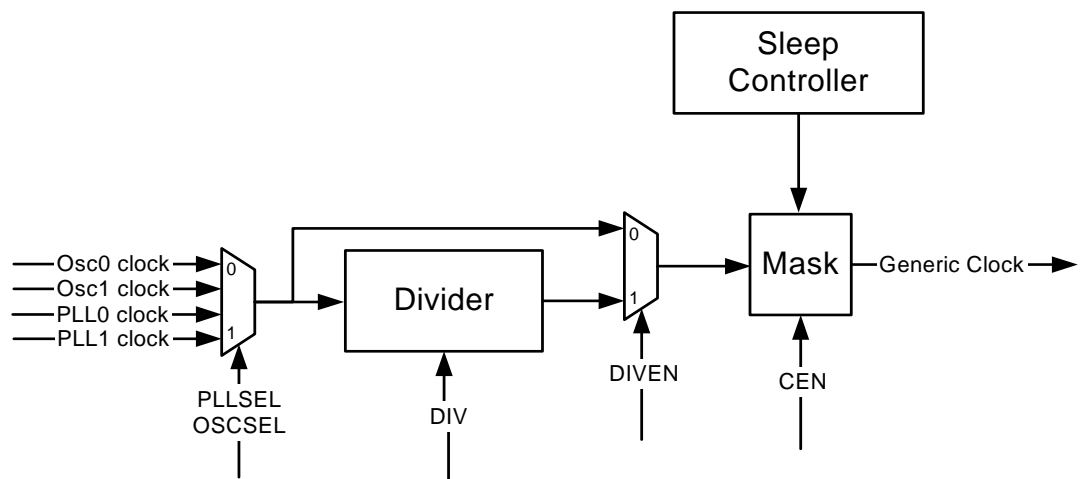 Sleep
Controller
0
Osc0 clock
0
Osc1 clock
Divider
Mask
Generic Clock
PLL0 clock
1
1
PLL1 clock
DIVEN
CEN
PLLSEL
OSCSEL
DIV